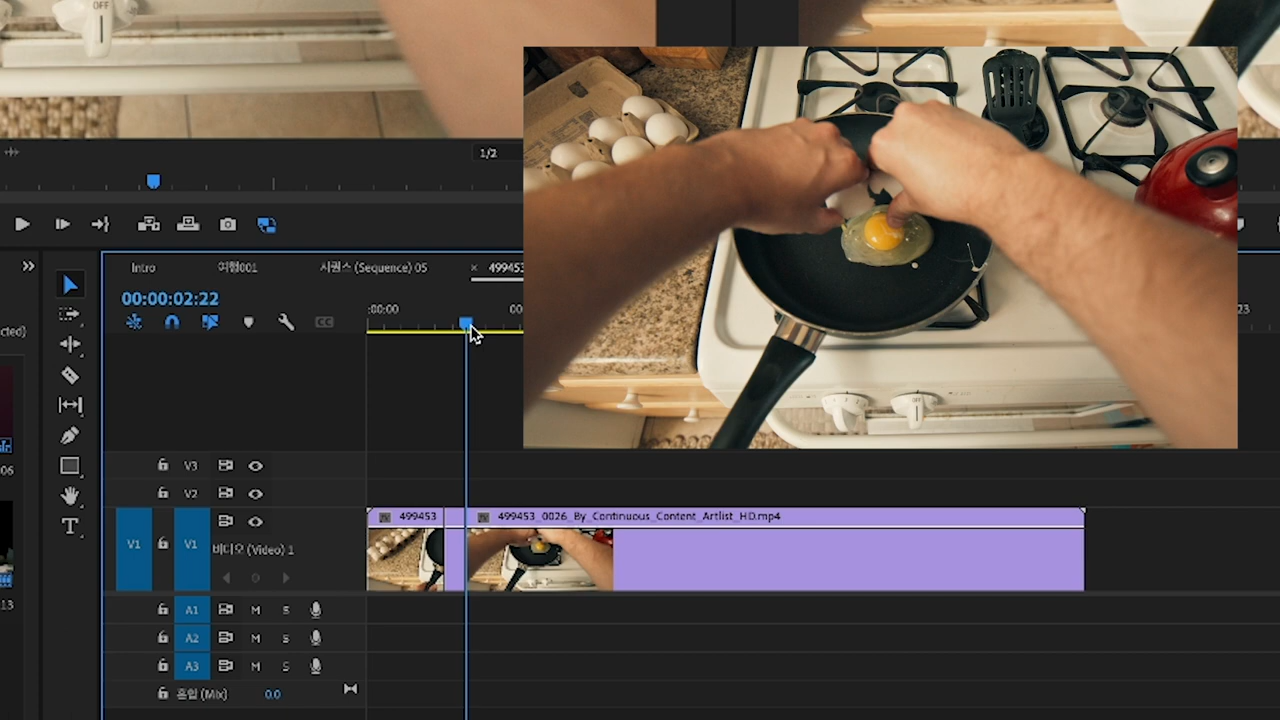 OFF
1/2
Intro
여행001
시퀀스 (Sequence) 05
× 499453
00:00:02:22
:00:00
00
23
cted)
CC
06
V3
V2
499453
499453_0026_By_Continuous_Content_Artlist_HD.mp4
V1
V1
비디오 (Video) 1
T
13
A1 M S
A2 M S
A3 M S
혼합 (Mix) 0.0